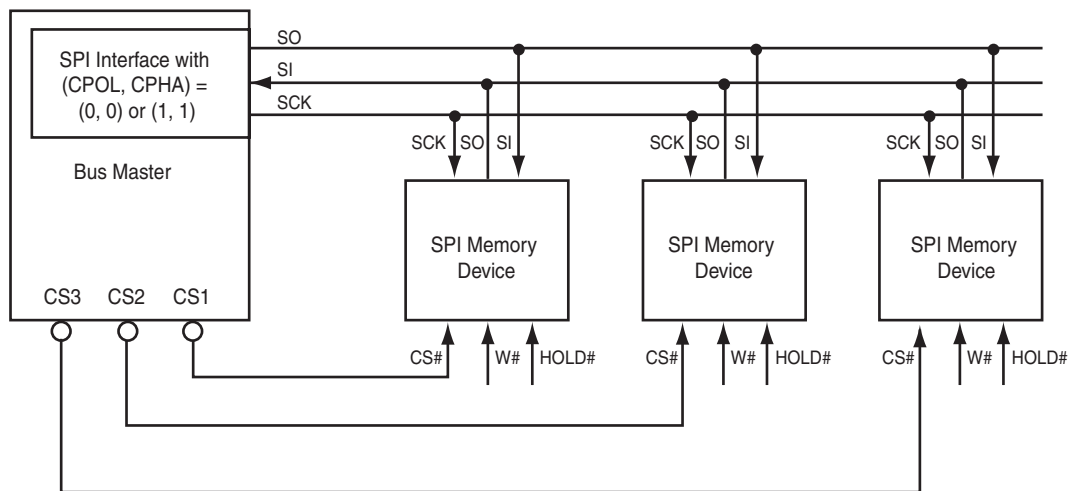 SO
SI
SCK
SPI Interface with
(CPOL, CPHA) =
(0, 0) or (1, 1)
Bus Master
SCK SO SI
SCK SO SI
SCK SO SI
SPI Memory
Device
SPI Memory
Device
SPI Memory
Device
CS3 CS2 CS1
CS# W# HOLD#
CS# W# HOLD#
CS# W# HOLD#